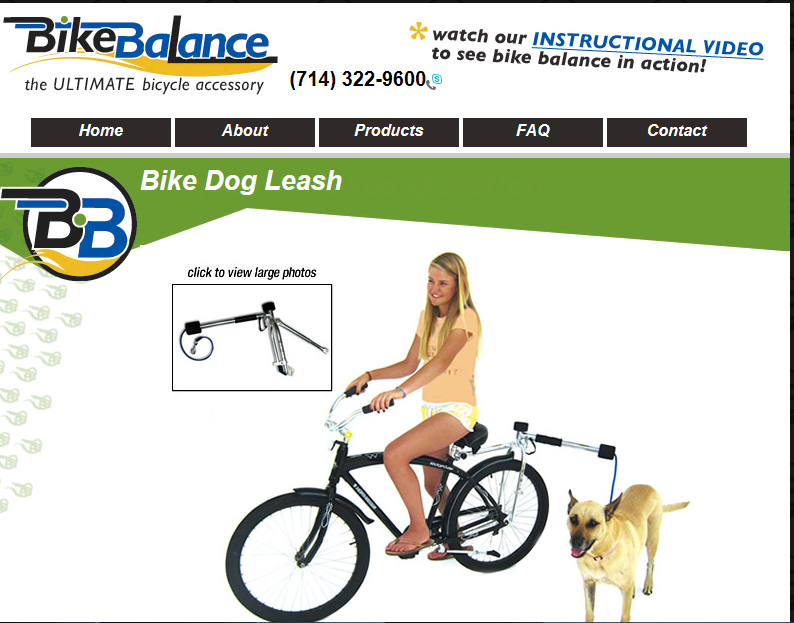 BikeBalance
the ULTIMATE bicycle accessory
(714) 322-9600
* watch our INSTRUCTIONAL VIDEO
to see bike balance in action!
Home About Products FAQ Contact
BB
Bike Dog Leash
click to view large photos